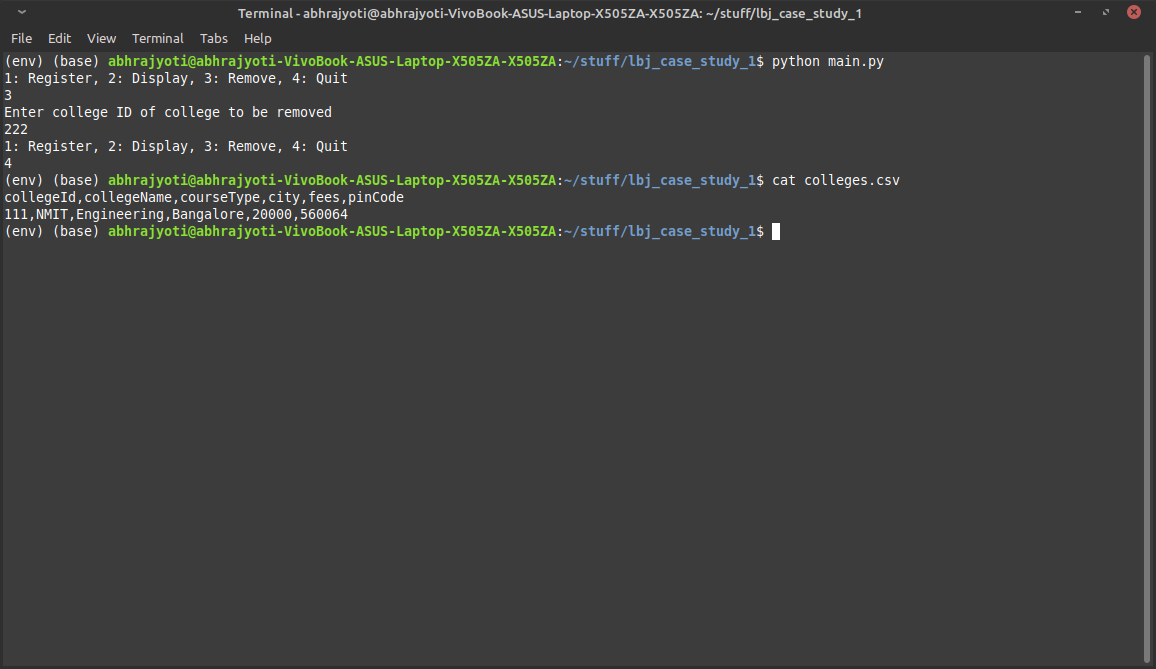 Terminal - abhrajyoti@abhrajyoti-VivoBook-ASUS-Laptop-X505ZA-X505ZA: ~/stuff/lbj_case_study_1
File Edit View Terminal Tabs Help
(env) (base) abhrajyoti@abhrajyoti-VivoBook-ASUS-Laptop-X505ZA-X505ZA:~/stuff/lbj_case_study_1$ python main.py
1: Register, 2: Display, 3: Remove, 4: Quit
3
Enter college ID of college to be removed
222
1: Register, 2: Display, 3: Remove, 4: Quit
4
(env) (base) abhrajyoti@abhrajyoti-VivoBook-ASUS-Laptop-X505ZA-X505ZA:~/stuff/lbj_case_study_1$ cat colleges.csv
collegeId,collegeName,courseType,city,fees,pinCode
111,NMIT,Engineering,Bangalore,20000,560064
(env) (base) abhrajyoti@abhrajyoti-VivoBook-ASUS-Laptop-X505ZA-X505ZA:~/stuff/lbj_case_study_1$